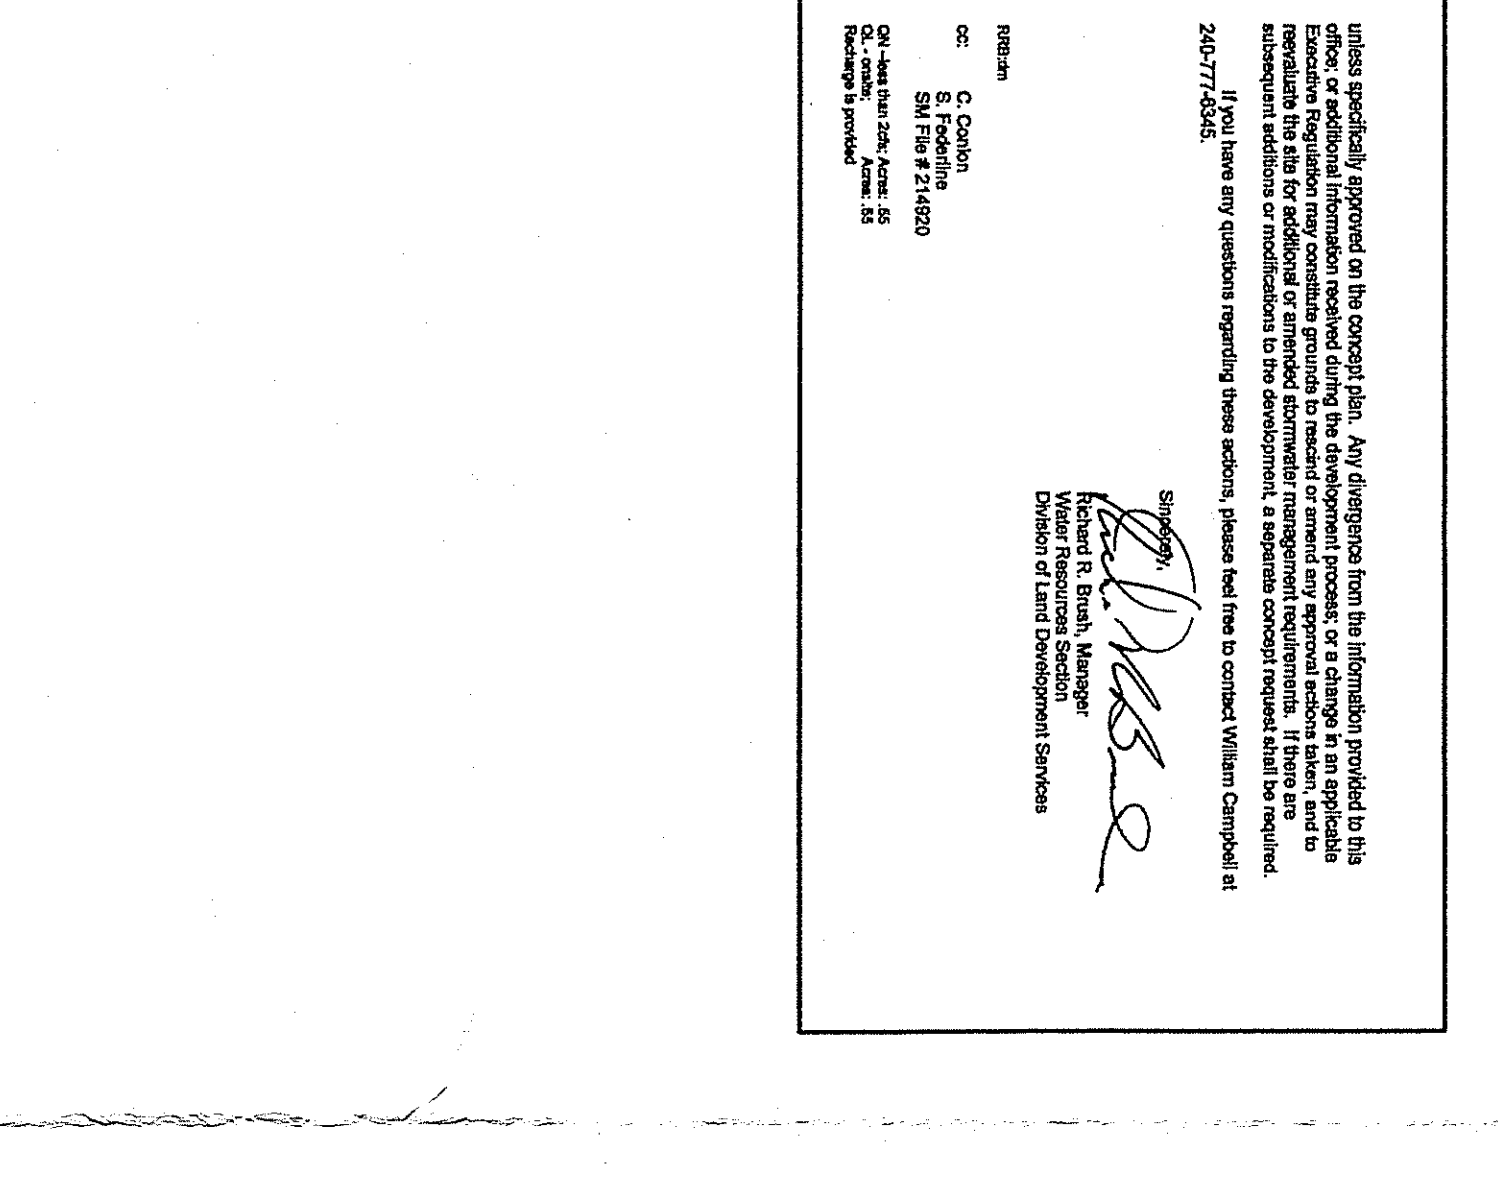 unless specifically approved on the concept plan. Any divergence from the information provided to this
office; or additional information received during the development process; or a change in an applicable
Executive Regulation may constitute grounds to rescind or amend any approval actions taken, and to
reevaluate the site for additional or amended stormwater management requirements. If there are
subsequent additions or modifications to the development, a separate concept request shall be required.
If you have any questions regarding these actions, please feel free to contact William Campbell at
240-777-6345.
Sincerely,
Richard R. Brush, Manager
Water Resources Section
Division of Land Development Services
RRB:dm
cc: C. Conlon
S. Federline
SM File # 214920
QN –less than 2cfs; Acres: .55
QL - onsite; Acres: .55
Recharge is provided